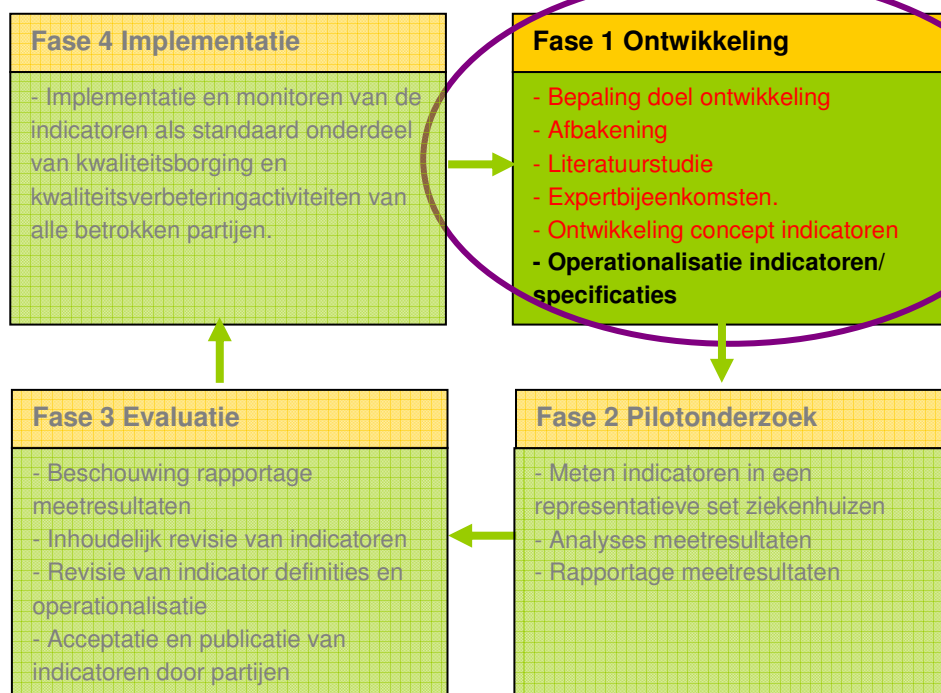 Fase 4 Implementatie
- Implementatie en monitoren van de
indicatoren als standaard onderdeel
van kwaliteitsborging en
kwaliteitsverbeteringactiviteiten van
alle betrokken partijen.
Fase 1 Ontwikkeling
- Bepaling doel ontwikkeling
- Afbakening
- Literatuurstudie
- Expertbijeenkomsten.
- Ontwikkeling concept indicatoren
- Operationalisatie indicatoren/
specificaties
Fase 3 Evaluatie
- Beschouwing rapportage
meetresultaten
- Inhoudelijk revisie van indicatoren
- Revisie van indicator definities en
operationalisatie
- Acceptatie en publicatie van
indicatoren door partijen
Fase 2 Pilotonderzoek
- Meten indicatoren in een
representatieve set ziekenhuizen
- Analyses meetresultaten
- Rapportage meetresultaten